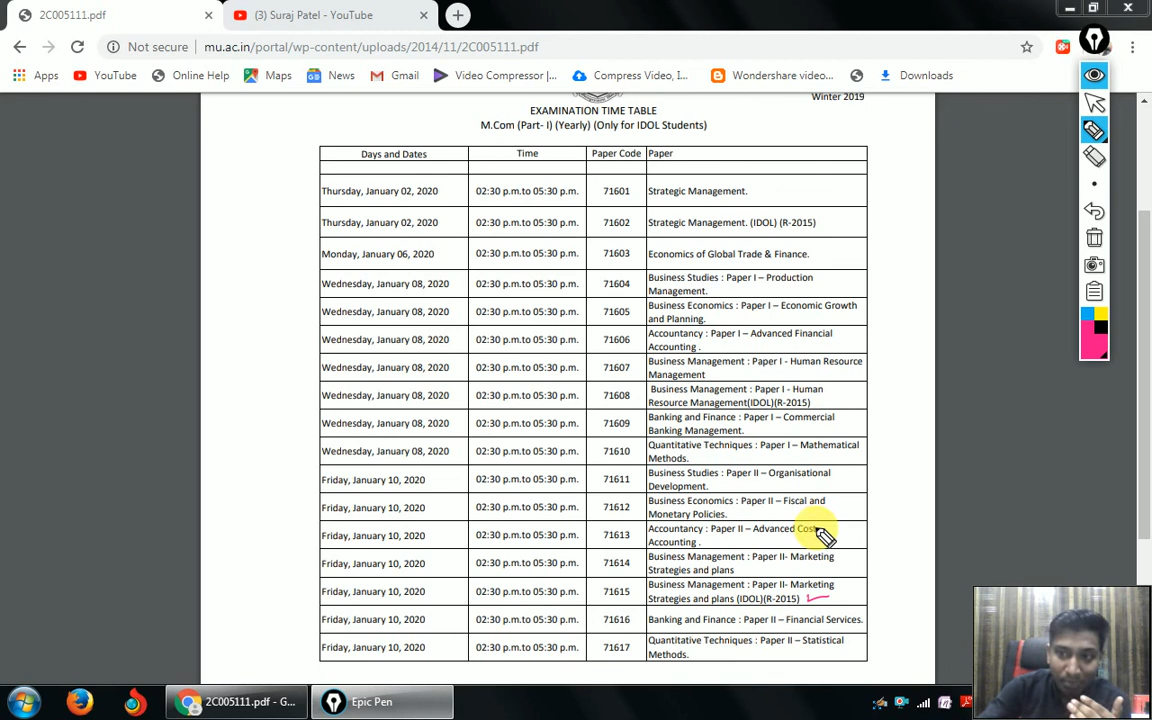 2C005111.pdf
(3) Suraj Patel - YouTube
Not secure | mu.ac.in/portal/wp-content/uploads/2014/11/2C005111.pdf
Apps YouTube Online Help Maps News Gmail Video Compressor |... Compress Video, I... Wondershare video... Downloads
Winter 2019
EXAMINATION TIME TABLE
M.Com (Part- I) (Yearly) (Only for IDOL Students)
Days and Dates Time Paper Code Paper
Thursday, January 02, 2020 02:30 p.m.to 05:30 p.m. 71601 Strategic Management.
Thursday, January 02, 2020 02:30 p.m.to 05:30 p.m. 71602 Strategic Management. (IDOL) (R-2015)
Monday, January 06, 2020 02:30 p.m.to 05:30 p.m. 71603 Economics of Global Trade & Finance.
Wednesday, January 08, 2020 02:30 p.m.to 05:30 p.m. 71604 Business Studies : Paper I – Production
Management.
Wednesday, January 08, 2020 02:30 p.m.to 05:30 p.m. 71605 Business Economics : Paper I – Economic Growth
and Planning.
Wednesday, January 08, 2020 02:30 p.m.to 05:30 p.m. 71606 Accountancy : Paper I – Advanced Financial
Accounting .
Wednesday, January 08, 2020 02:30 p.m.to 05:30 p.m. 71607 Business Management : Paper I - Human Resource
Management
Wednesday, January 08, 2020 02:30 p.m.to 05:30 p.m. 71608 Business Management : Paper I - Human
Resource Management(IDOL)(R-2015)
Wednesday, January 08, 2020 02:30 p.m.to 05:30 p.m. 71609 Banking and Finance : Paper I – Commercial
Banking Management.
Wednesday, January 08, 2020 02:30 p.m.to 05:30 p.m. 71610 Quantitative Techniques : Paper I – Mathematical
Methods.
Friday, January 10, 2020 02:30 p.m.to 05:30 p.m. 71611 Business Studies : Paper II – Organisational
Development.
Friday, January 10, 2020 02:30 p.m.to 05:30 p.m. 71612 Business Economics : Paper II – Fiscal and
Monetary Policies.
Friday, January 10, 2020 02:30 p.m.to 05:30 p.m. 71613 Accountancy : Paper II – Advanced Cost
Accounting .
Friday, January 10, 2020 02:30 p.m.to 05:30 p.m. 71614 Business Management : Paper II- Marketing
Strategies and plans
Friday, January 10, 2020 02:30 p.m.to 05:30 p.m. 71615 Business Management : Paper II- Marketing
Strategies and plans (IDOL)(R-2015)
Friday, January 10, 2020 02:30 p.m.to 05:30 p.m. 71616 Banking and Finance : Paper II – Financial Services.
Friday, January 10, 2020 02:30 p.m.to 05:30 p.m. 71617 Quantitative Techniques : Paper II – Statistical
Methods.
2C005111.pdf - G... Epic Pen